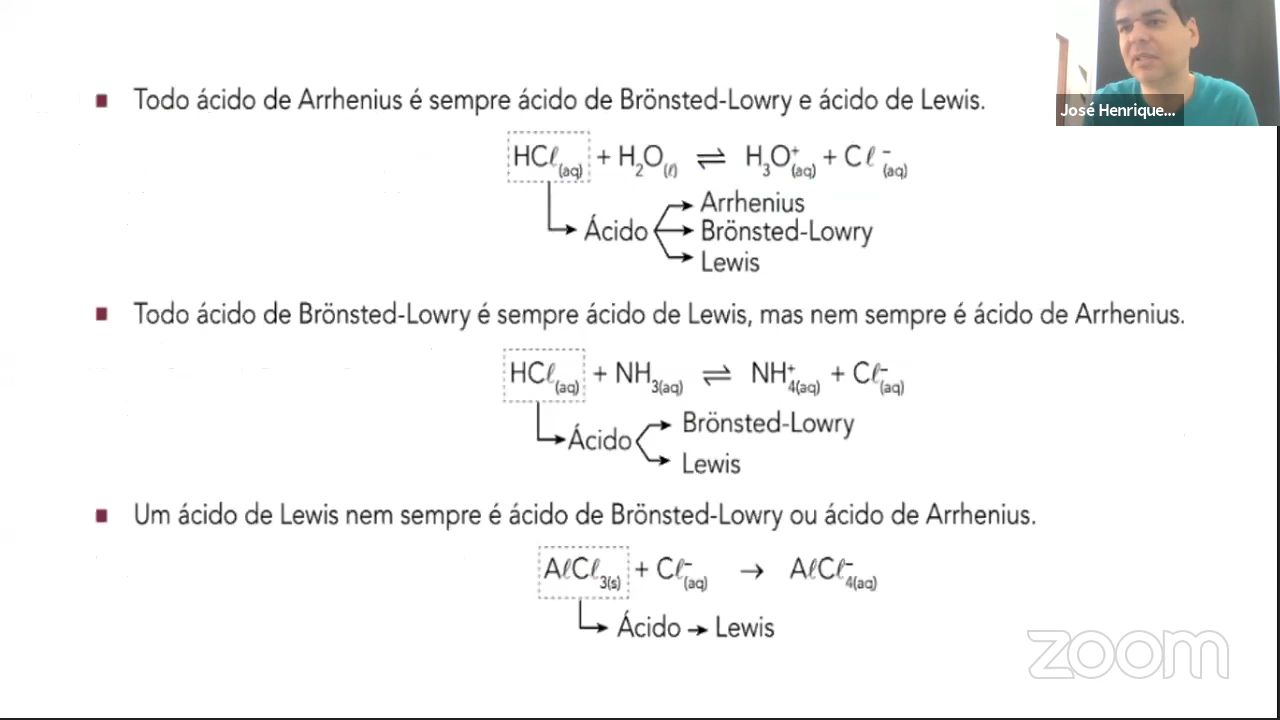 Todo ácido de Arrhenius é sempre ácido de Brönsted-Lowry e ácido de Lewis.
José Henrique...
HCℓ(aq) + H₂O(ℓ) ⇌ H₃O⁺(aq) + Cℓ⁻(aq)
Arrhenius
Ácido Brönsted-Lowry
Lewis
Todo ácido de Brönsted-Lowry é sempre ácido de Lewis, mas nem sempre é ácido de Arrhenius.
HCℓ(aq) + NH₃(aq) ⇌ NH₄⁺(aq) + Cℓ⁻(aq)
Brönsted-Lowry
Ácido
Lewis
Um ácido de Lewis nem sempre é ácido de Brönsted-Lowry ou ácido de Arrhenius.
AℓCℓ₃(s) + Cℓ⁻(aq) → AℓCℓ₄⁻(aq)
Ácido → Lewis
zoom